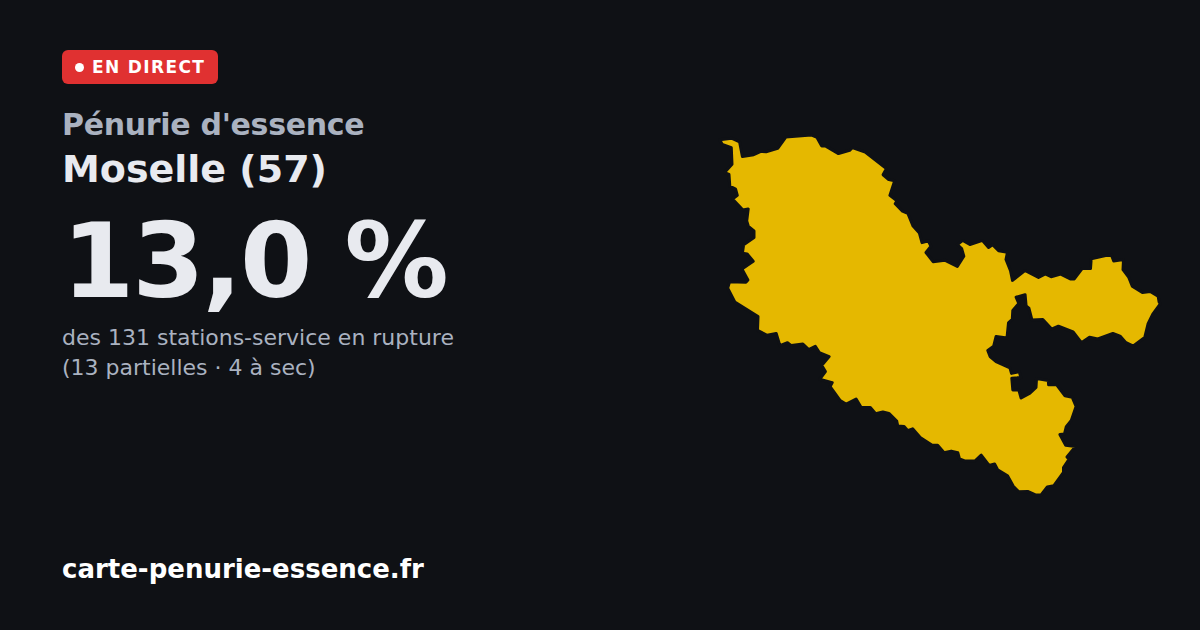 EN DIRECT
Pénurie d'essence
Moselle (57)
13,0 %
des 131 stations-service en rupture
(13 partielles · 4 à sec)
carte-penurie-essence.fr